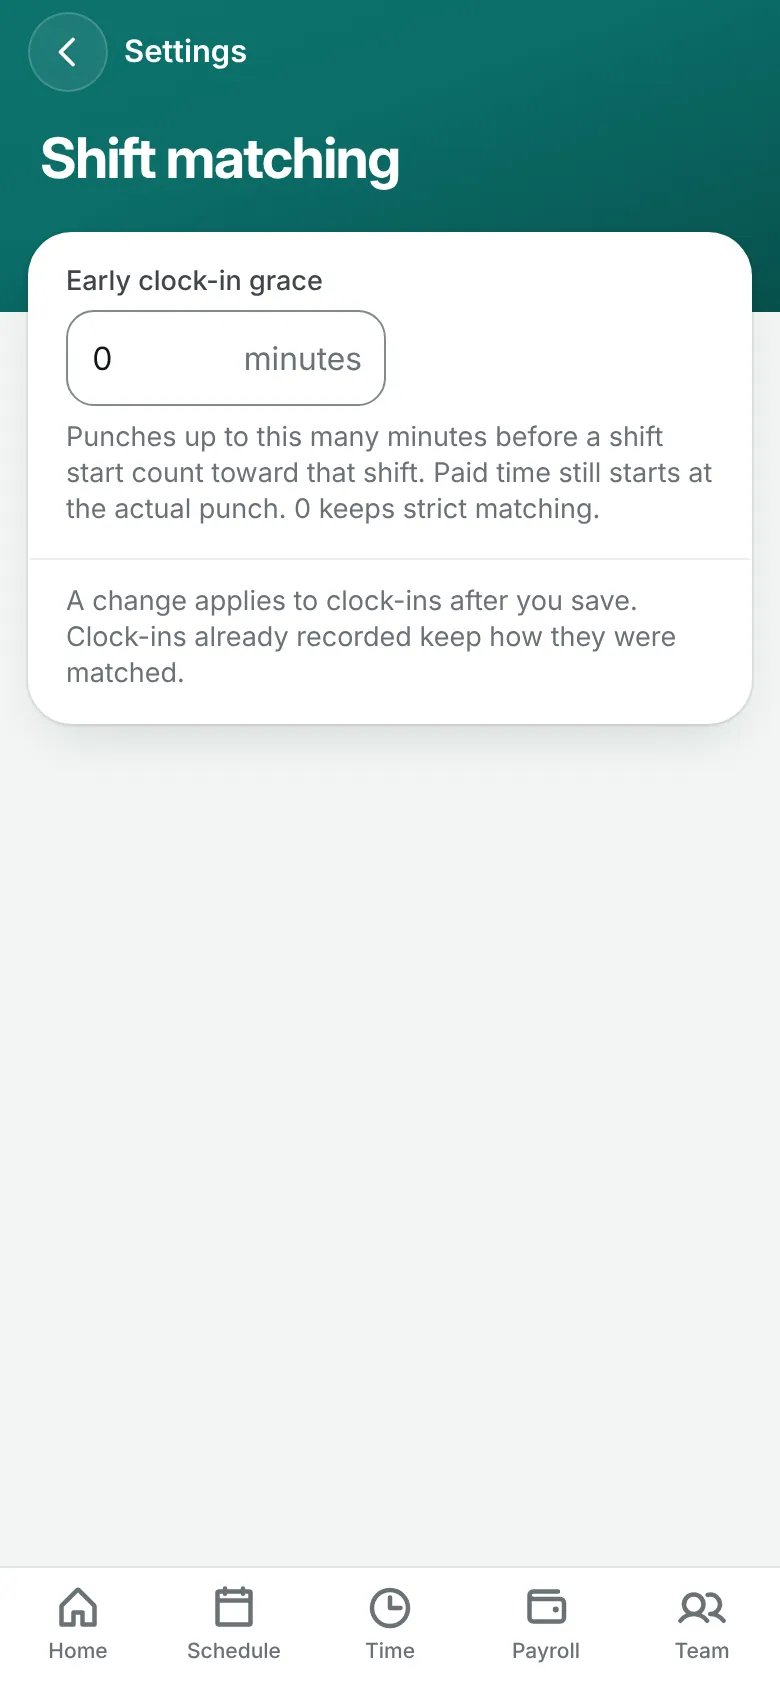 Settings
Shift matching
Early clock-in grace
0 minutes
Punches up to this many minutes before a shift
start count toward that shift. Paid time still starts at
the actual punch. 0 keeps strict matching.
A change applies to clock-ins after you save.
Clock-ins already recorded keep how they were
matched.
Home
Schedule
Time
Payroll
Team